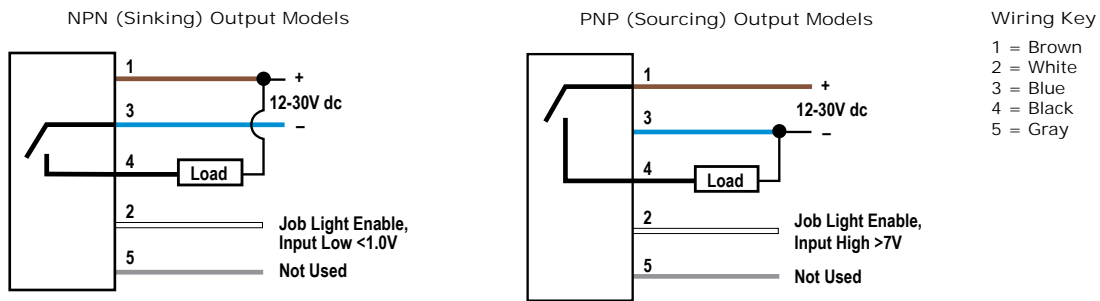 NPN (Sinking) Output Models
1
+
12-30V dc
3
–
4
Load
2
Job Light Enable,
Input Low <1.0V
5
Not Used
PNP (Sourcing) Output Models
1
+
12-30V dc
3
–
4
Load
2
Job Light Enable,
Input High >7V
5
Not Used
Wiring Key
1 = Brown
2 = White
3 = Blue
4 = Black
5 = Gray